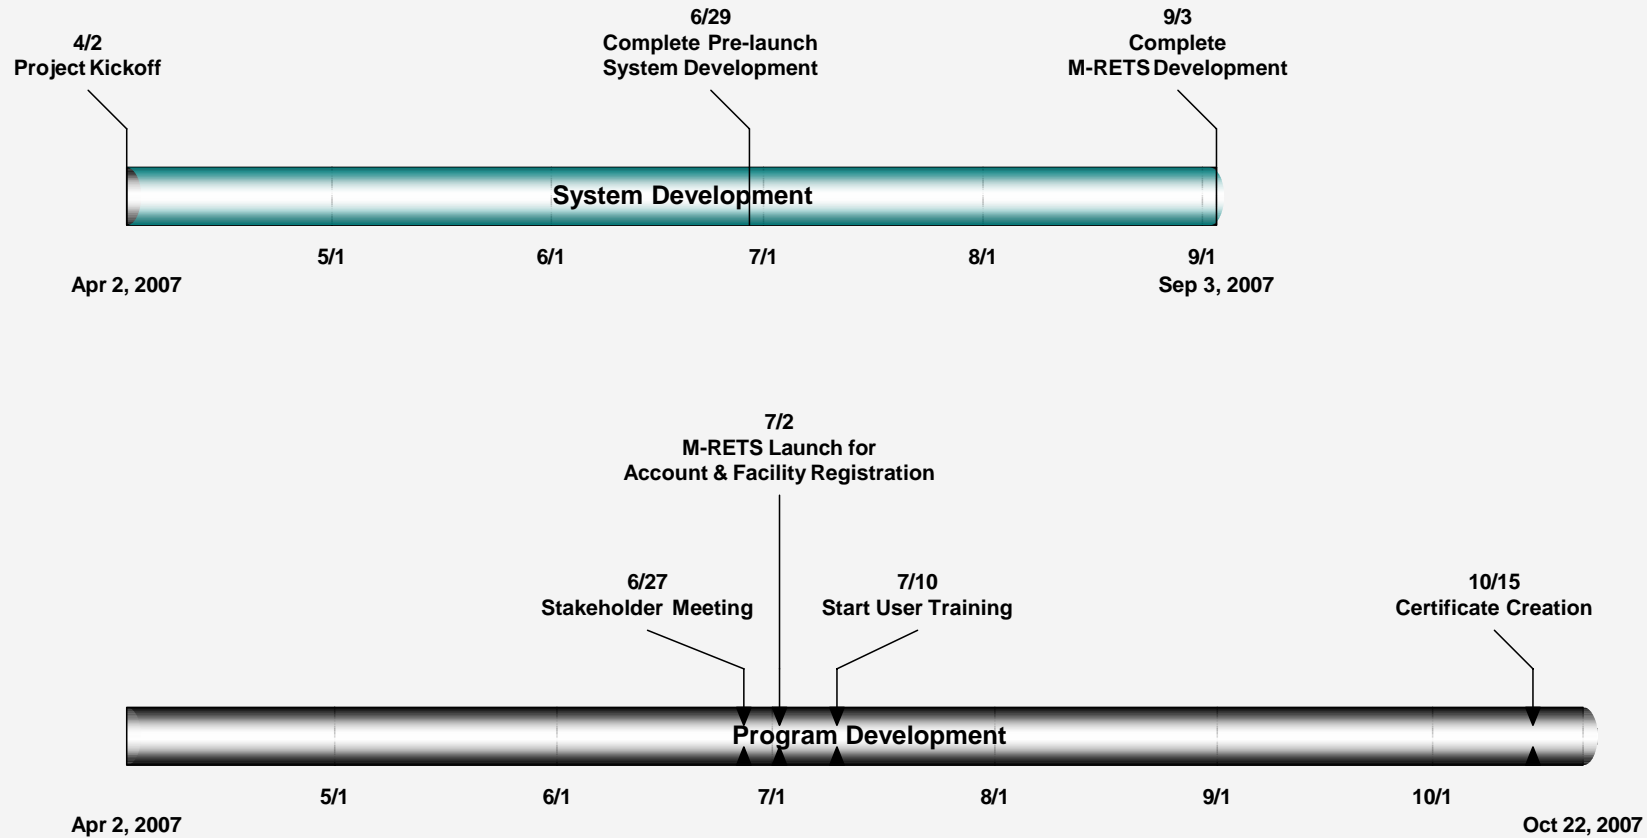 4/2
Project Kickoff
6/29
Complete Pre-launch
System Development
9/3
Complete
M-RETS Development
System Development
5/1
6/1
7/1
8/1
9/1
Apr 2, 2007
Sep 3, 2007
7/2
M-RETS Launch for
Account & Facility Registration
6/27
Stakeholder Meeting
7/10
Start User Training
10/15
Certificate Creation
Program Development
5/1
6/1
7/1
8/1
9/1
10/1
Apr 2, 2007
Oct 22, 2007